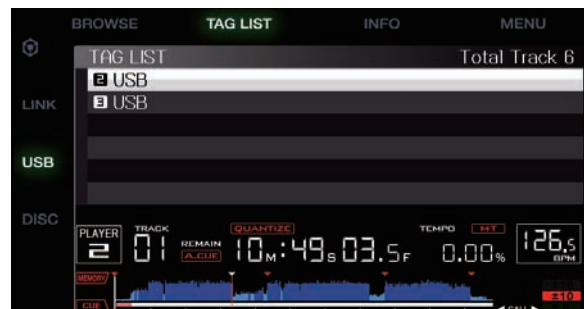 BROWSE TAG LIST INFO MENU
TAG LIST Total Track 6
2 USB
LINK
3 USB
USB
DISC
PLAYER 2
TRACK 01
REMAIN
A.CUE
QUANTIZE
10M:49S03.5F
TEMPO MT
0.00%
126.5
BPM
MEMORY
±10
CUE
CALL